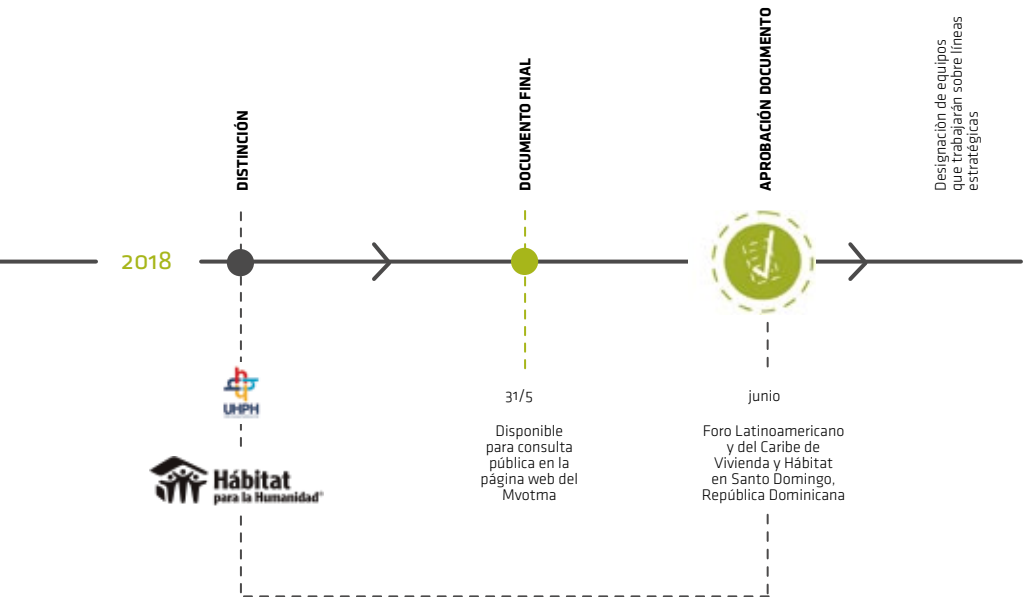 DISTINCIÓN
DOCUMENTO FINAL
APROBACIÓN DOCUMENTO
Designación de equipos
que trabajarán sobre líneas
estratégicas
2018
UHPH
Hábitat
para la Humanidad®
31/5
Disponible
para consulta
pública en la
página web del
Mvotma
junio
Foro Latinoamericano
y del Caribe de
Vivienda y Hábitat
en Santo Domingo,
República Dominicana